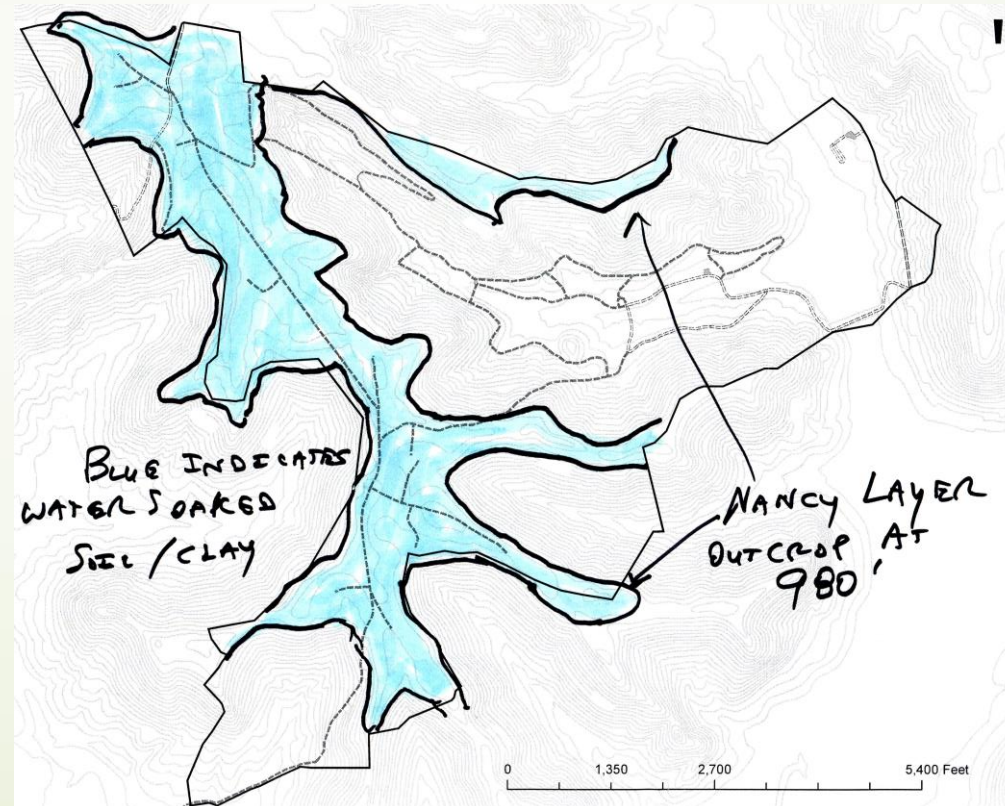 BLUE INDICATES
WATER SOAKED
SOIL / CLAY
NANCY LAYER
OUTCROP AT
980'
0 1,350 2,700 5,400 Feet